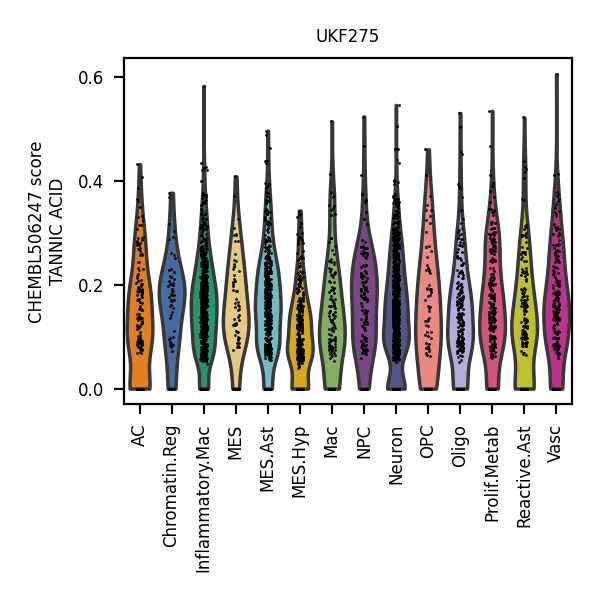 UKF275
CHEMBL506247 score
TANNIC ACID
0.6
0.4
0.2
0.0
AC
Chromatin.Reg
Inflammatory.Mac
MES
MES.Ast
MES.Hyp
Mac
NPC
Neuron
OPC
Oligo
Prolif.Metab
Reactive.Ast
Vasc